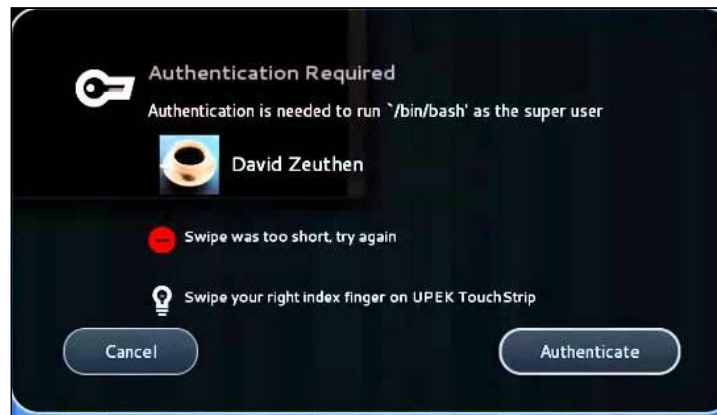 Authentication Required
Authentication is needed to run `/bin/bash' as the super user
David Zeuthen
Swipe was too short, try again
Swipe your right index finger on UPEK TouchStrip
Cancel
Authenticate